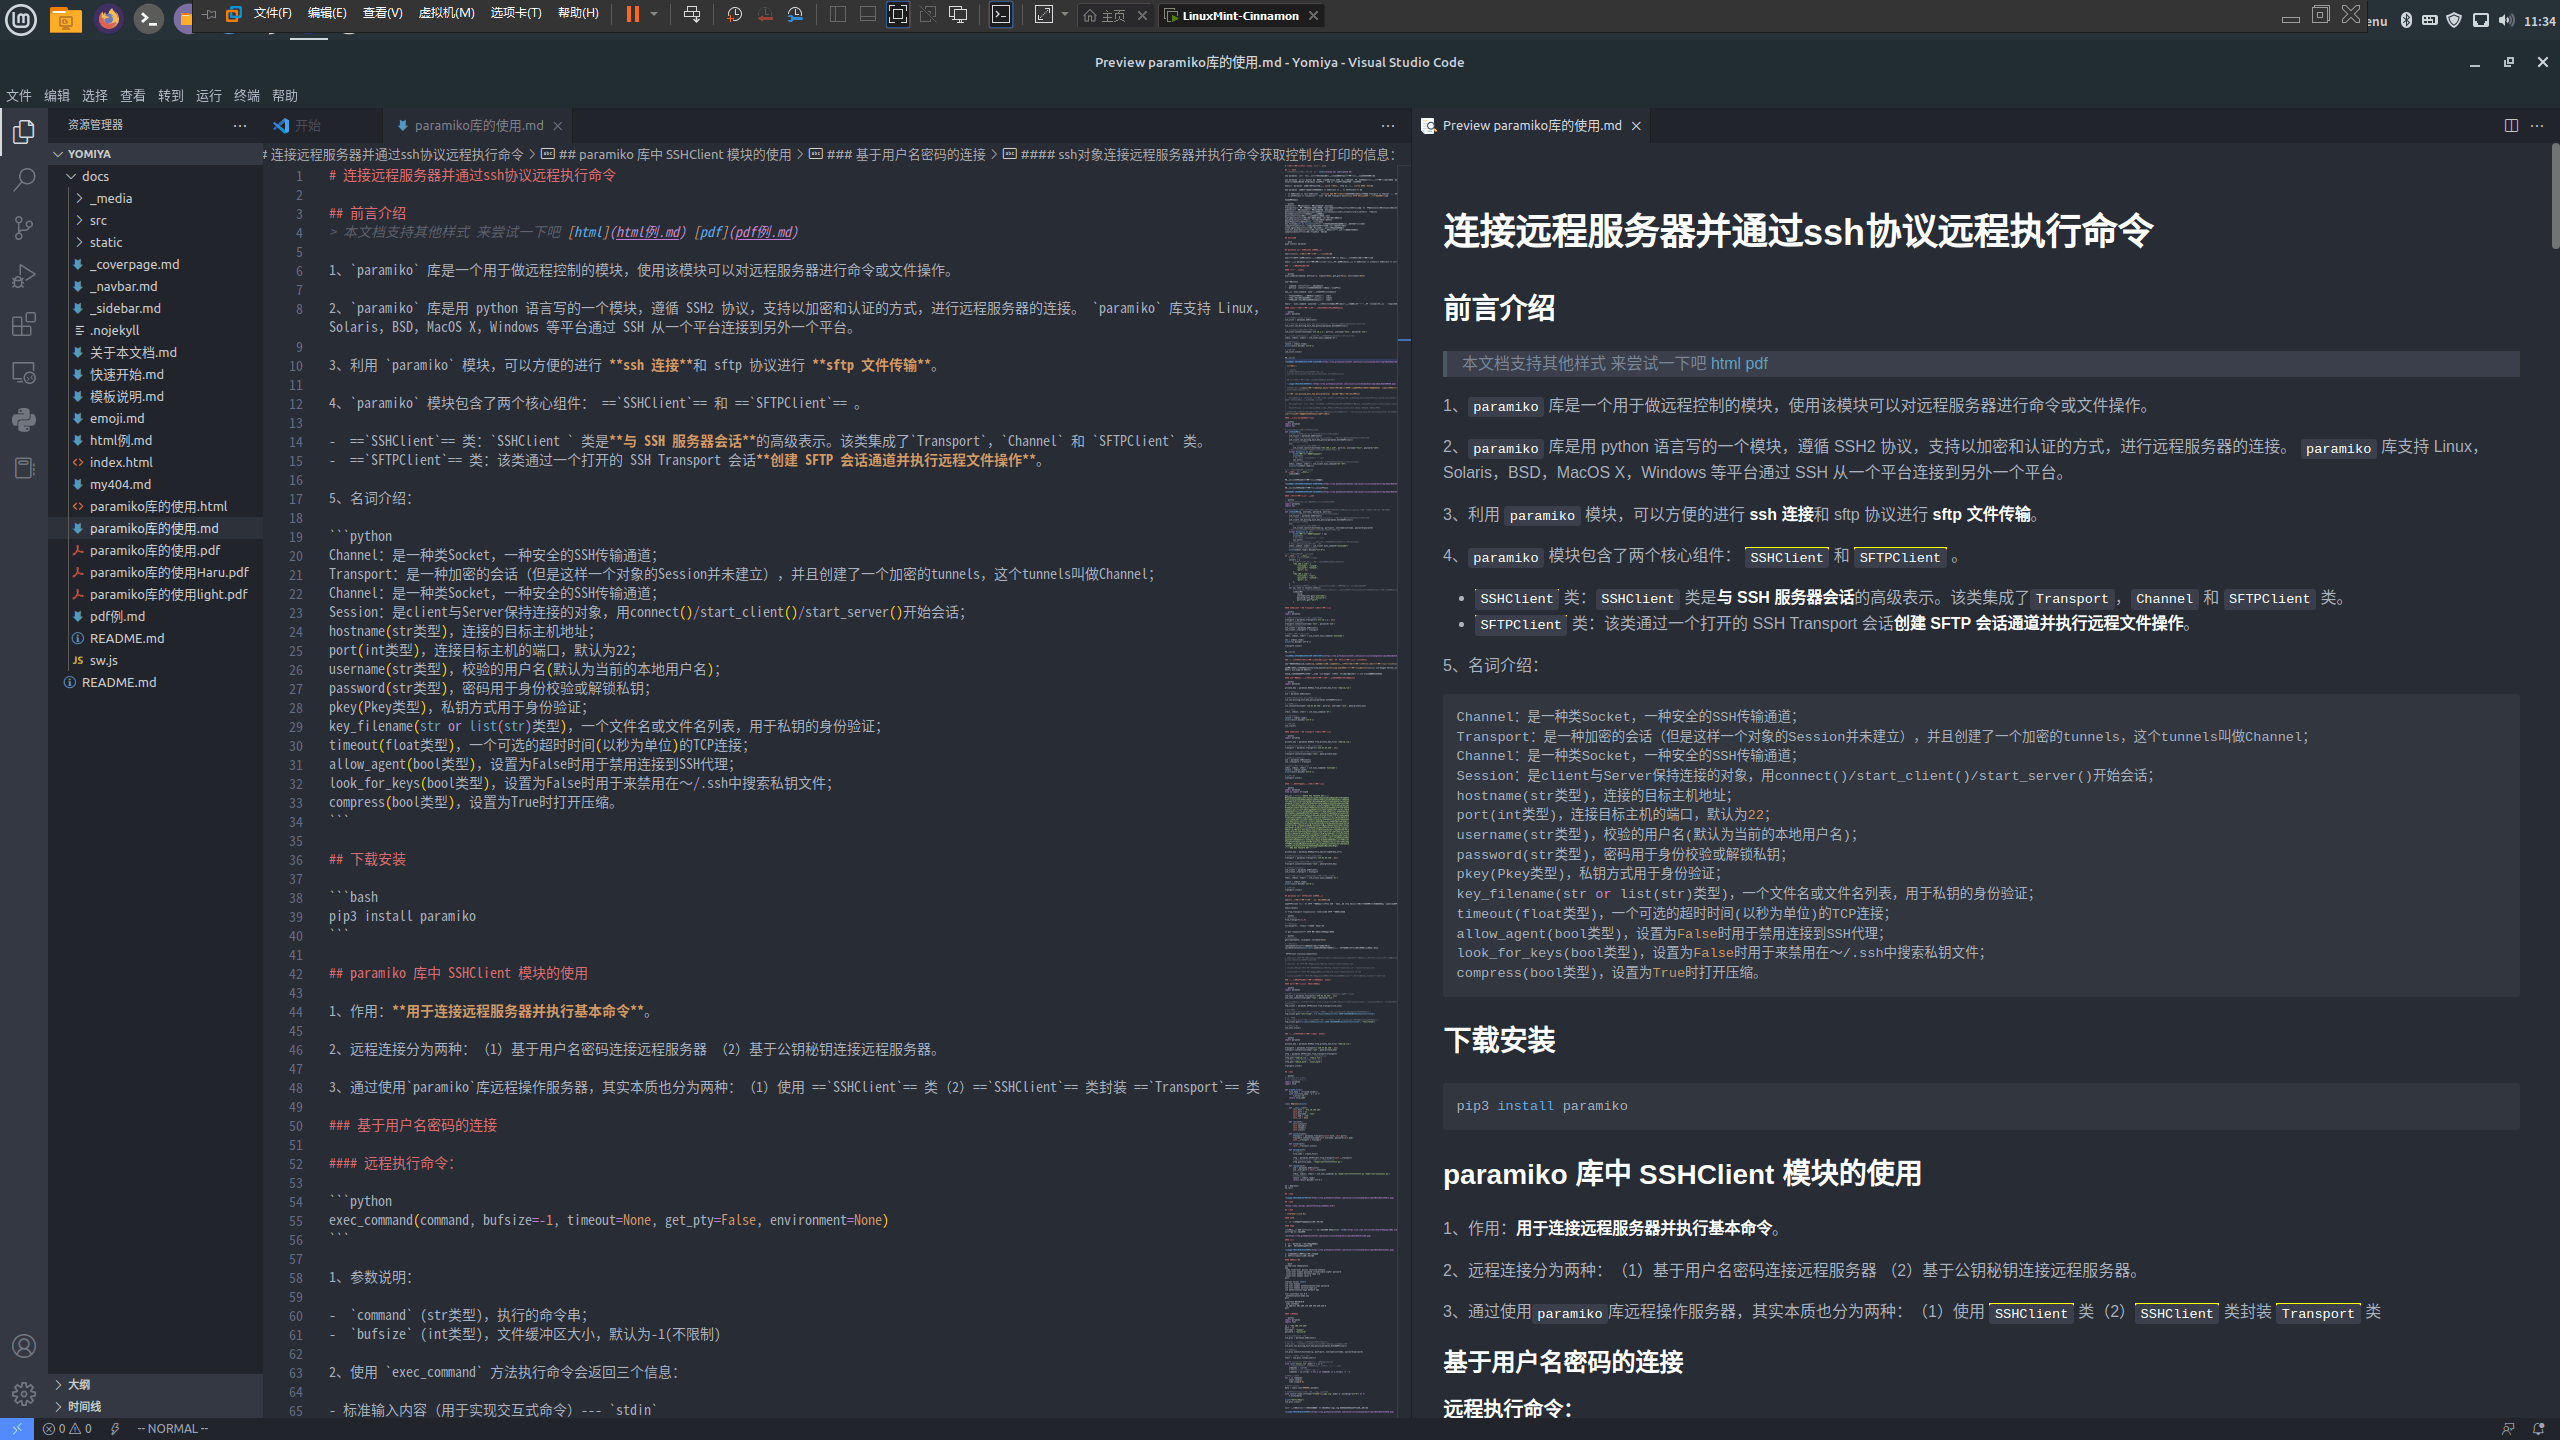 文件(F) 编辑(E) 查看(V) 虚拟机(M) 选项卡(T) 帮助(H) 主页 LinuxMint-Cinnamon enu 11:34
Preview paramiko库的使用.md - Yomiya - Visual Studio Code
文件 编辑 选择 查看 转到 运行 终端 帮助
资源管理器
YOMIYA
docs
_media
src
static
_coverpage.md
_navbar.md
_sidebar.md
.nojekyll
关于本文档.md
快速开始.md
模板说明.md
emoji.md
html例.md
index.html
my404.md
paramiko库的使用.html
paramiko库的使用.md
paramiko库的使用.pdf
paramiko库的使用Haru.pdf
paramiko库的使用light.pdf
pdf例.md
README.md
sw.js
README.md
大纲
时间线
开始 paramiko库的使用.md
# 连接远程服务器并通过ssh协议远程执行命令 > ## paramiko 库中 SSHClient 模块的使用 > ### 基于用户名密码的连接 > #### ssh对象连接远程服务器并执行命令获取控制台打印的信息：
1 # 连接远程服务器并通过ssh协议远程执行命令
2
3 ## 前言介绍
4 > 本文档支持其他样式 来尝试一下吧 [html](html例.md) [pdf](pdf例.md)
5
6 1、`paramiko` 库是一个用于做远程控制的模块，使用该模块可以对远程服务器进行命令或文件操作。
7
8 2、`paramiko` 库是用 python 语言写的一个模块，遵循 SSH2 协议，支持以加密和认证的方式，进行远程服务器的连接。 `paramiko` 库支持 Linux，
Solaris，BSD，MacOS X，Windows 等平台通过 SSH 从一个平台连接到另外一个平台。
9
10 3、利用 `paramiko` 模块，可以方便的进行 **ssh 连接**和 sftp 协议进行 **sftp 文件传输**。
11
12 4、`paramiko` 模块包含了两个核心组件： ==`SSHClient`== 和 ==`SFTPClient`== 。
13
14 - ==`SSHClient`== 类：`SSHClient ` 类是**与 SSH 服务器会话**的高级表示。该类集成了`Transport`，`Channel` 和 `SFTPClient` 类。
15 - ==`SFTPClient`== 类：该类通过一个打开的 SSH Transport 会话**创建 SFTP 会话通道并执行远程文件操作**。
16
17 5、名词介绍：
18
19 ```python
20 Channel：是一种类Socket，一种安全的SSH传输通道；
21 Transport：是一种加密的会话（但是这样一个对象的Session并未建立），并且创建了一个加密的tunnels，这个tunnels叫做Channel；
22 Channel：是一种类Socket，一种安全的SSH传输通道；
23 Session：是client与Server保持连接的对象，用connect()/start_client()/start_server()开始会话；
24 hostname(str类型)，连接的目标主机地址；
25 port(int类型)，连接目标主机的端口，默认为22；
26 username(str类型)，校验的用户名(默认为当前的本地用户名)；
27 password(str类型)，密码用于身份校验或解锁私钥；
28 pkey(Pkey类型)，私钥方式用于身份验证；
29 key_filename(str or list(str)类型)，一个文件名或文件名列表，用于私钥的身份验证；
30 timeout(float类型)，一个可选的超时时间(以秒为单位)的TCP连接；
31 allow_agent(bool类型)，设置为False时用于禁用连接到SSH代理；
32 look_for_keys(bool类型)，设置为False时用于来禁用在～/.ssh中搜索私钥文件；
33 compress(bool类型)，设置为True时打开压缩。
34 ```
35
36 ## 下载安装
37
38 ```bash
39 pip3 install paramiko
40 ```
41
42 ## paramiko 库中 SSHClient 模块的使用
43
44 1、作用：**用于连接远程服务器并执行基本命令**。
45
46 2、远程连接分为两种：（1）基于用户名密码连接远程服务器 （2）基于公钥秘钥连接远程服务器。
47
48 3、通过使用`paramiko`库远程操作服务器，其实本质也分为两种：（1）使用 ==`SSHClient`== 类（2）==`SSHClient`== 类封装 ==`Transport`== 类
49
50 ### 基于用户名密码的连接
51
52 #### 远程执行命令：
53
54 ```python
55 exec_command(command, bufsize=-1, timeout=None, get_pty=False, environment=None)
56 ```
57
58 1、参数说明：
59
60 - `command`（str类型），执行的命令串；
61 - `bufsize`（int类型），文件缓冲区大小，默认为-1(不限制)
62
63 2、使用 `exec_command` 方法执行命令会返回三个信息：
64
65 - 标准输入内容（用于实现交互式命令）--- `stdin`
Preview paramiko库的使用.md
连接远程服务器并通过ssh协议远程执行命令
前言介绍
本文档支持其他样式 来尝试一下吧 html pdf
1、 paramiko 库是一个用于做远程控制的模块，使用该模块可以对远程服务器进行命令或文件操作。
2、 paramiko 库是用 python 语言写的一个模块，遵循 SSH2 协议，支持以加密和认证的方式，进行远程服务器的连接。 paramiko 库支持 Linux，
Solaris，BSD，MacOS X，Windows 等平台通过 SSH 从一个平台连接到另外一个平台。
3、利用 paramiko 模块，可以方便的进行 ssh 连接和 sftp 协议进行 sftp 文件传输。
4、 paramiko 模块包含了两个核心组件： SSHClient 和 SFTPClient 。
• SSHClient 类： SSHClient 类是与 SSH 服务器会话的高级表示。该类集成了 Transport ， Channel 和 SFTPClient 类。
• SFTPClient 类：该类通过一个打开的 SSH Transport 会话创建 SFTP 会话通道并执行远程文件操作。
5、名词介绍：
Channel：是一种类Socket，一种安全的SSH传输通道；
Transport：是一种加密的会话（但是这样一个对象的Session并未建立），并且创建了一个加密的tunnels，这个tunnels叫做Channel；
Channel：是一种类Socket，一种安全的SSH传输通道；
Session：是client与Server保持连接的对象，用connect()/start_client()/start_server()开始会话；
hostname(str类型)，连接的目标主机地址；
port(int类型)，连接目标主机的端口，默认为22；
username(str类型)，校验的用户名(默认为当前的本地用户名)；
password(str类型)，密码用于身份校验或解锁私钥；
pkey(Pkey类型)，私钥方式用于身份验证；
key_filename(str or list(str)类型)，一个文件名或文件名列表，用于私钥的身份验证；
timeout(float类型)，一个可选的超时时间(以秒为单位)的TCP连接；
allow_agent(bool类型)，设置为False时用于禁用连接到SSH代理；
look_for_keys(bool类型)，设置为False时用于来禁用在～/.ssh中搜索私钥文件；
compress(bool类型)，设置为True时打开压缩。
下载安装
pip3 install paramiko
paramiko 库中 SSHClient 模块的使用
1、作用：用于连接远程服务器并执行基本命令。
2、远程连接分为两种：（1）基于用户名密码连接远程服务器 （2）基于公钥秘钥连接远程服务器。
3、通过使用 paramiko 库远程操作服务器，其实本质也分为两种：（1）使用 SSHClient 类（2） SSHClient 类封装 Transport 类
基于用户名密码的连接
远程执行命令：
0 0 -- NORMAL --